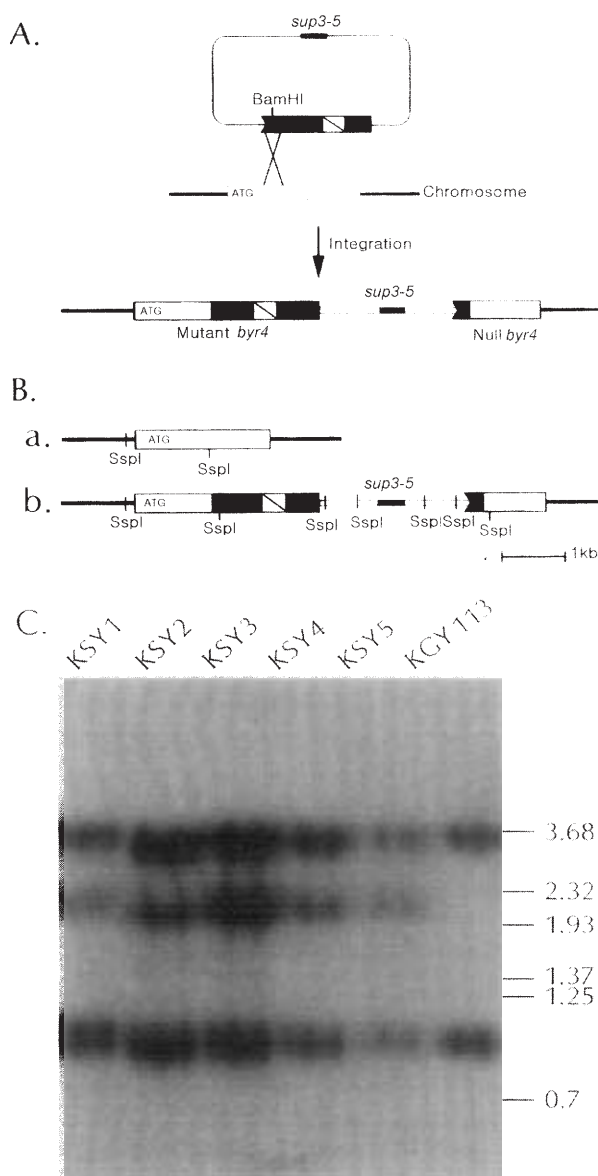 A.
sup3-5
BamHI
ATG
Chromosome
Integration
sup3-5
ATG
Mutant byr4
Null byr4
B.
a.
ATG
SspI
SspI
sup3-5
b.
ATG
SspI
SspI
SspI
SspI
SspI
SspI
SspI
1kb
C.
KSY1
KSY2
KSY3
KSY4
KSY5
KGY113
3.68
2.32
1.93
1.37
1.25
0.7